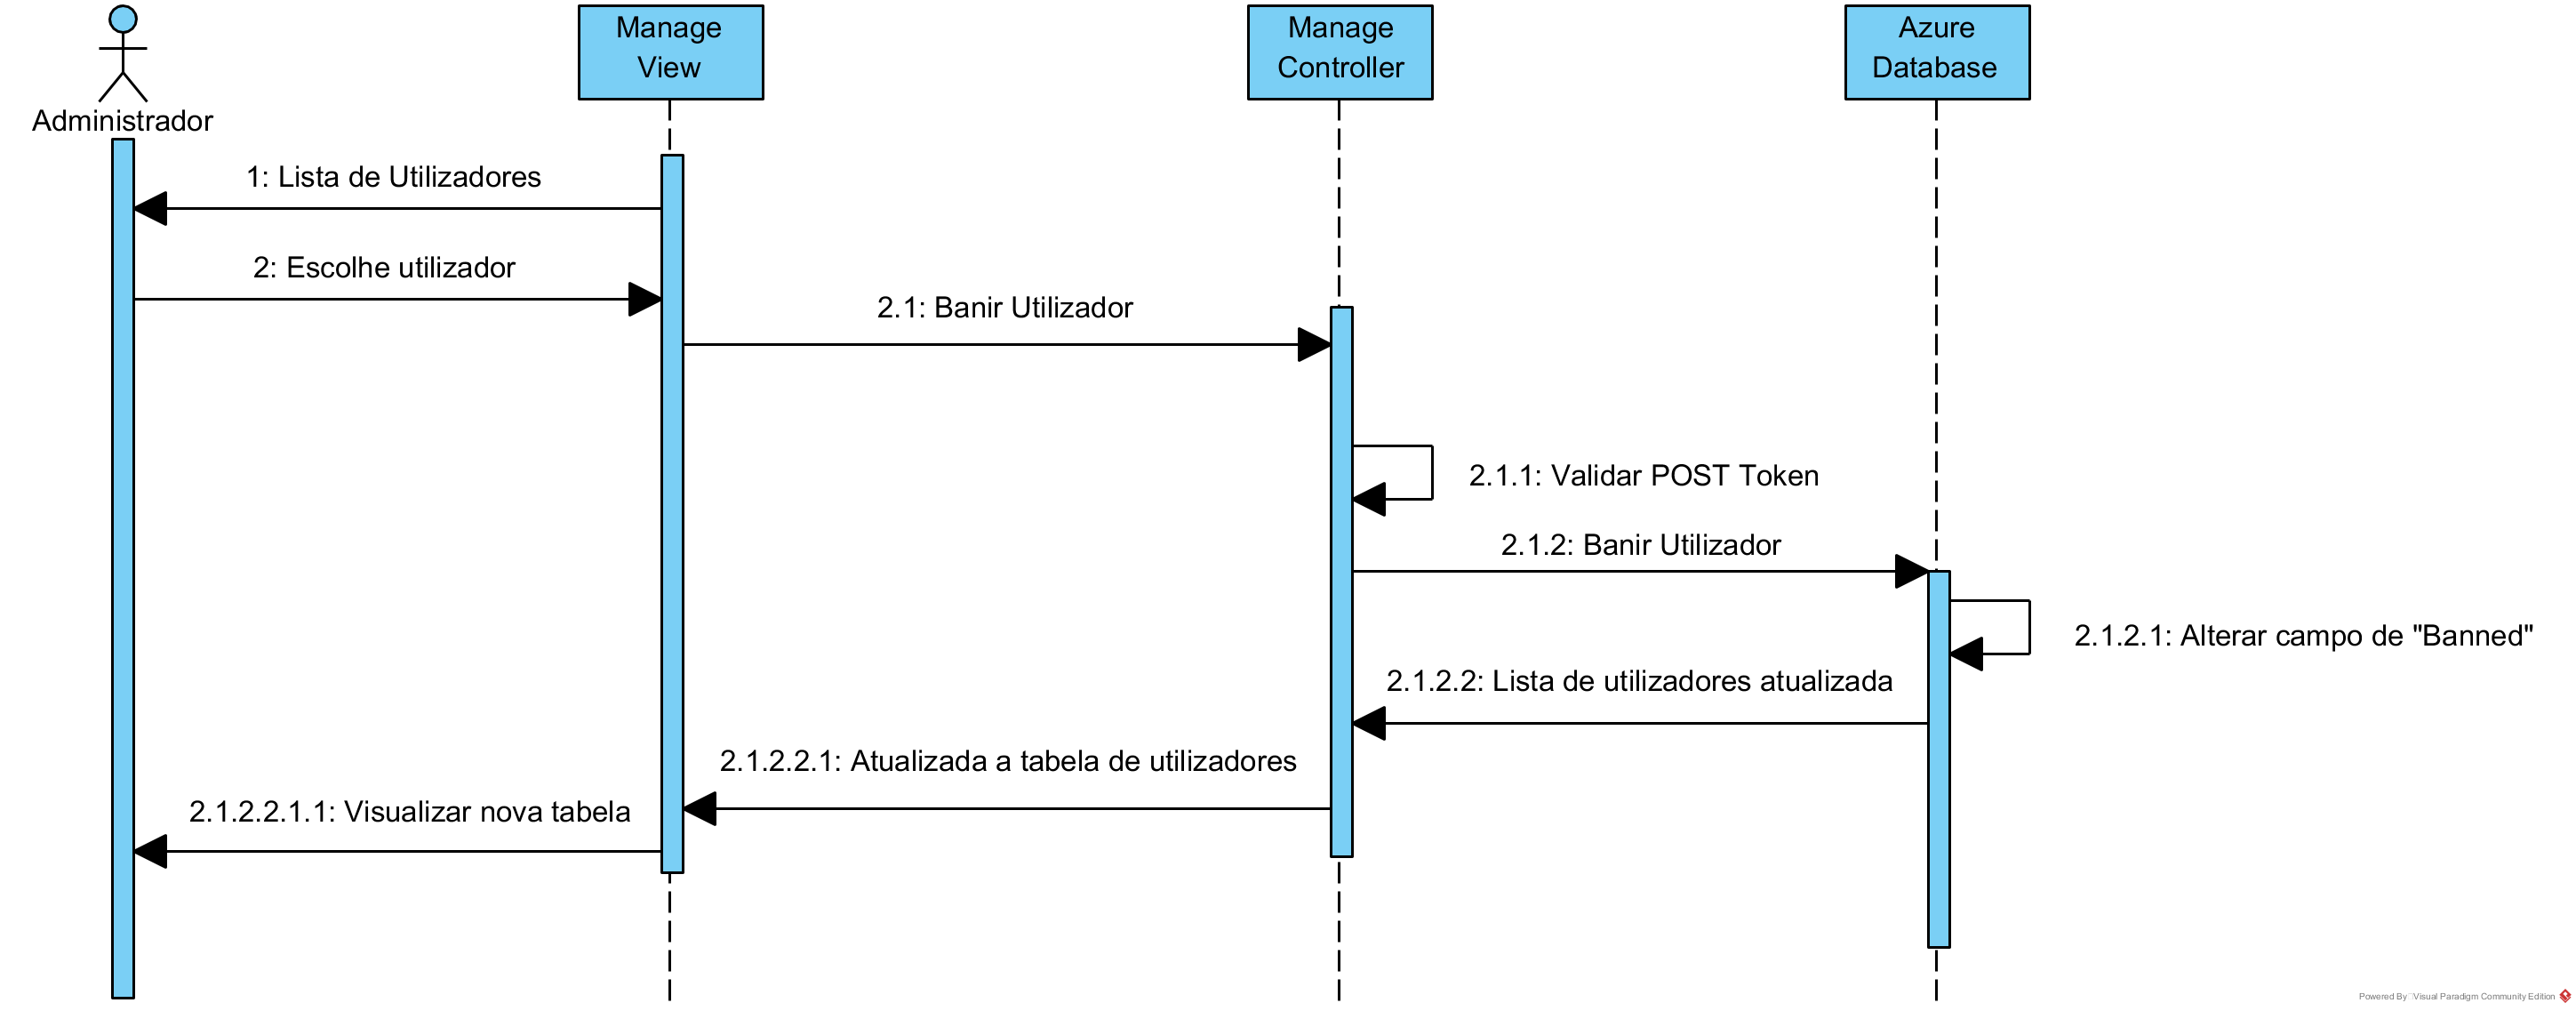 Administrador
Manage
View
Manage
Controller
Azure
Database
1: Lista de Utilizadores
2: Escolhe utilizador
2.1: Banir Utilizador
2.1.1: Validar POST Token
2.1.2: Banir Utilizador
2.1.2.1: Alterar campo de "Banned"
2.1.2.2: Lista de utilizadores atualizada
2.1.2.2.1: Atualizada a tabela de utilizadores
2.1.2.2.1.1: Visualizar nova tabela
Powered By Visual Paradigm Community Edition